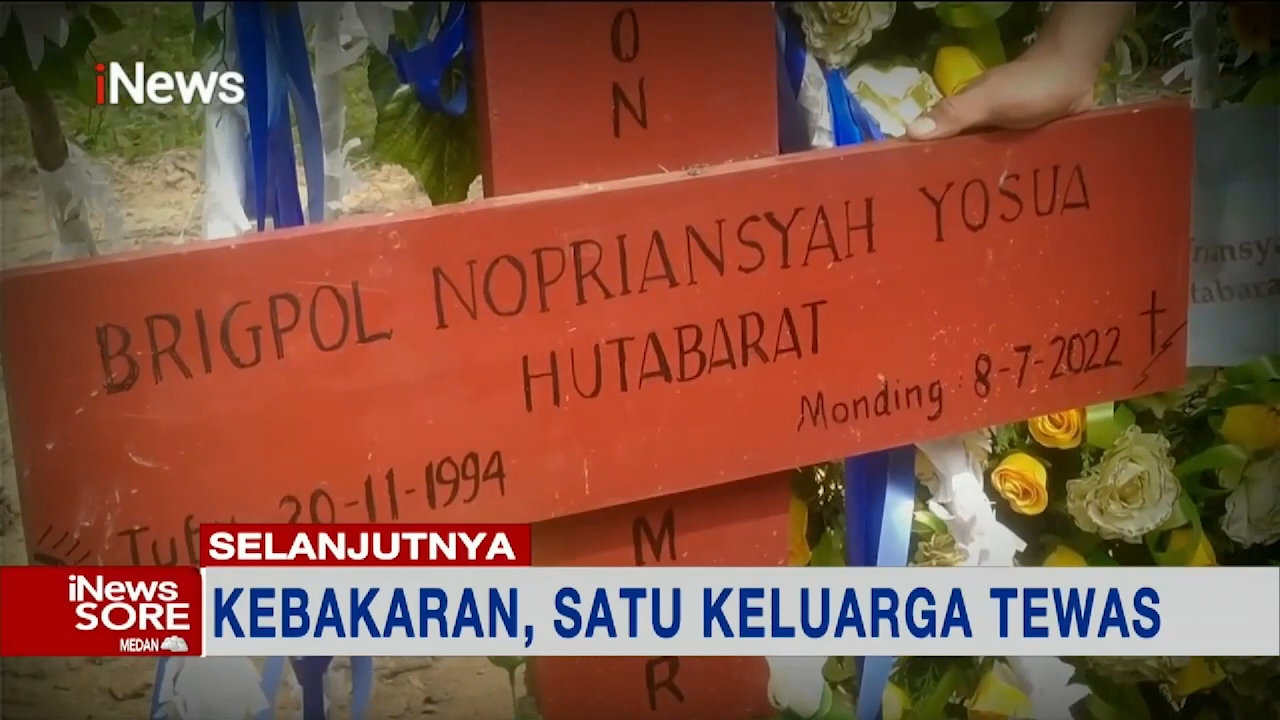 O
N
iNews
BRIGPOL NOPRIANSYAH YOSUA
HUTABARAT
Monding : 8-7-2022
20-11-1994
M
R
SELANJUTNYA
iNews
SORE
MEDAN
KEBAKARAN, SATU KELUARGA TEWAS